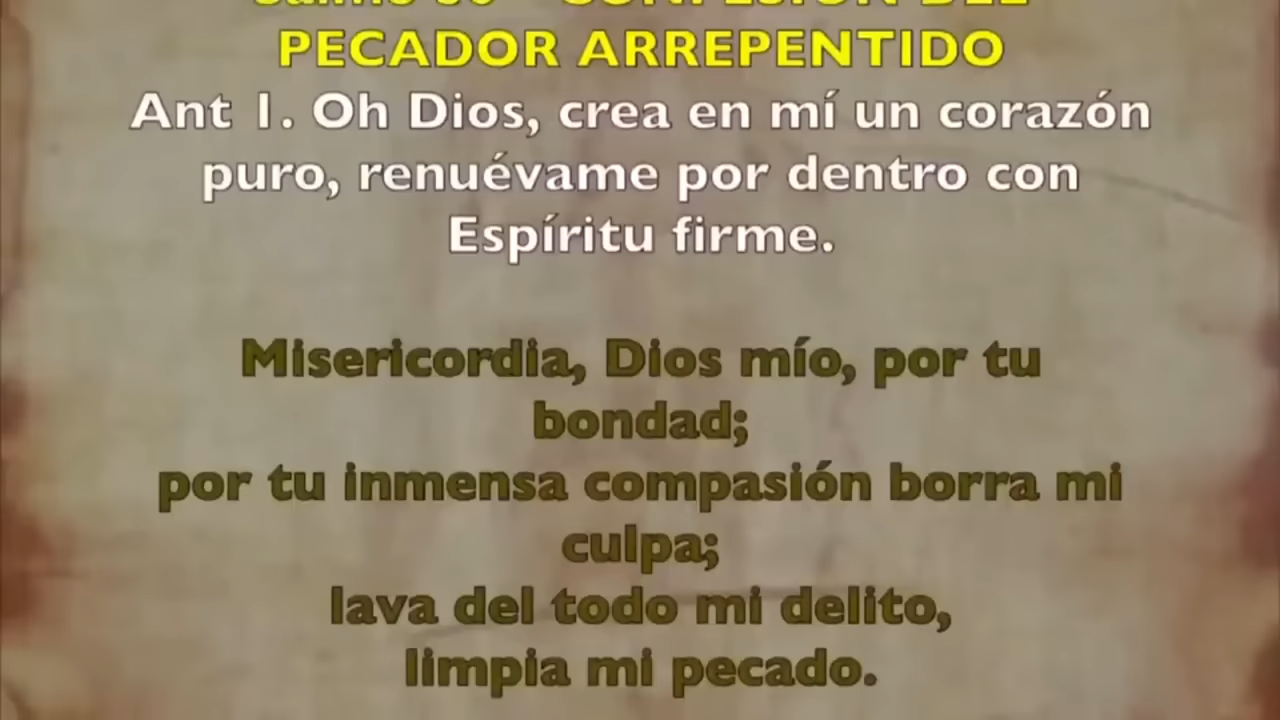 CONFESIÓN DEL
PECADOR ARREPENTIDO
Ant 1. Oh Dios, crea en mí un corazón
puro, renuévame por dentro con
Espíritu firme.
Misericordia, Dios mío, por tu
bondad;
por tu inmensa compasión borra mi
culpa;
lava del todo mi delito,
limpia mi pecado.